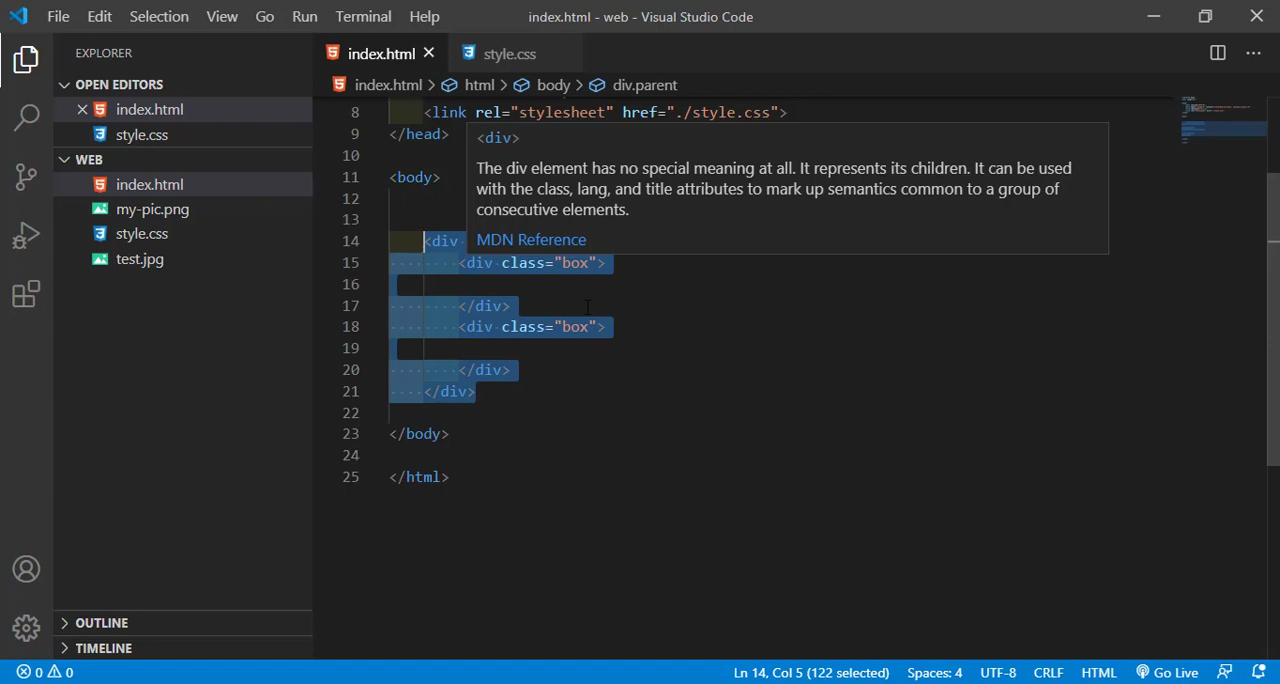 File Edit Selection View Go Run Terminal Help index.html - web - Visual Studio Code
EXPLORER
OPEN EDITORS
index.html
style.css
WEB
index.html
my-pic.png
style.css
test.jpg
OUTLINE
TIMELINE
index.html style.css
index.html > html > body > div.parent
8 <link rel="stylesheet" href="./style.css">
9 </head>
10
11 <body>
12
13
14 <div
15 <div class="box">
16
17 </div>
18 <div class="box">
19
20 </div>
21 </div>
22
23 </body>
24
25 </html>
<div>
The div element has no special meaning at all. It represents its children. It can be used
with the class, lang, and title attributes to mark up semantics common to a group of
consecutive elements.
MDN Reference
0 0 Ln 14, Col 5 (122 selected) Spaces: 4 UTF-8 CRLF HTML Go Live